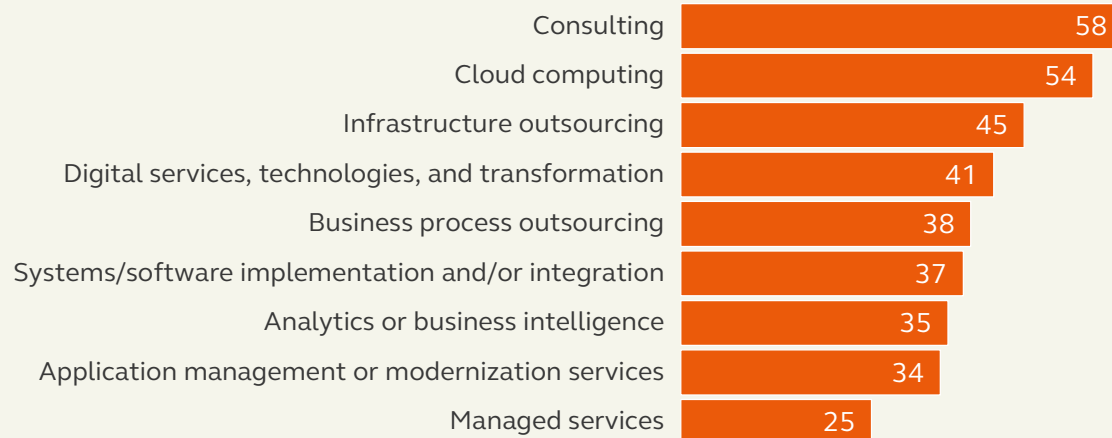 Consulting 58
Cloud computing 54
Infrastructure outsourcing 45
Digital services, technologies, and transformation 41
Business process outsourcing 38
Systems/software implementation and/or integration 37
Analytics or business intelligence 35
Application management or modernization services 34
Managed services 25